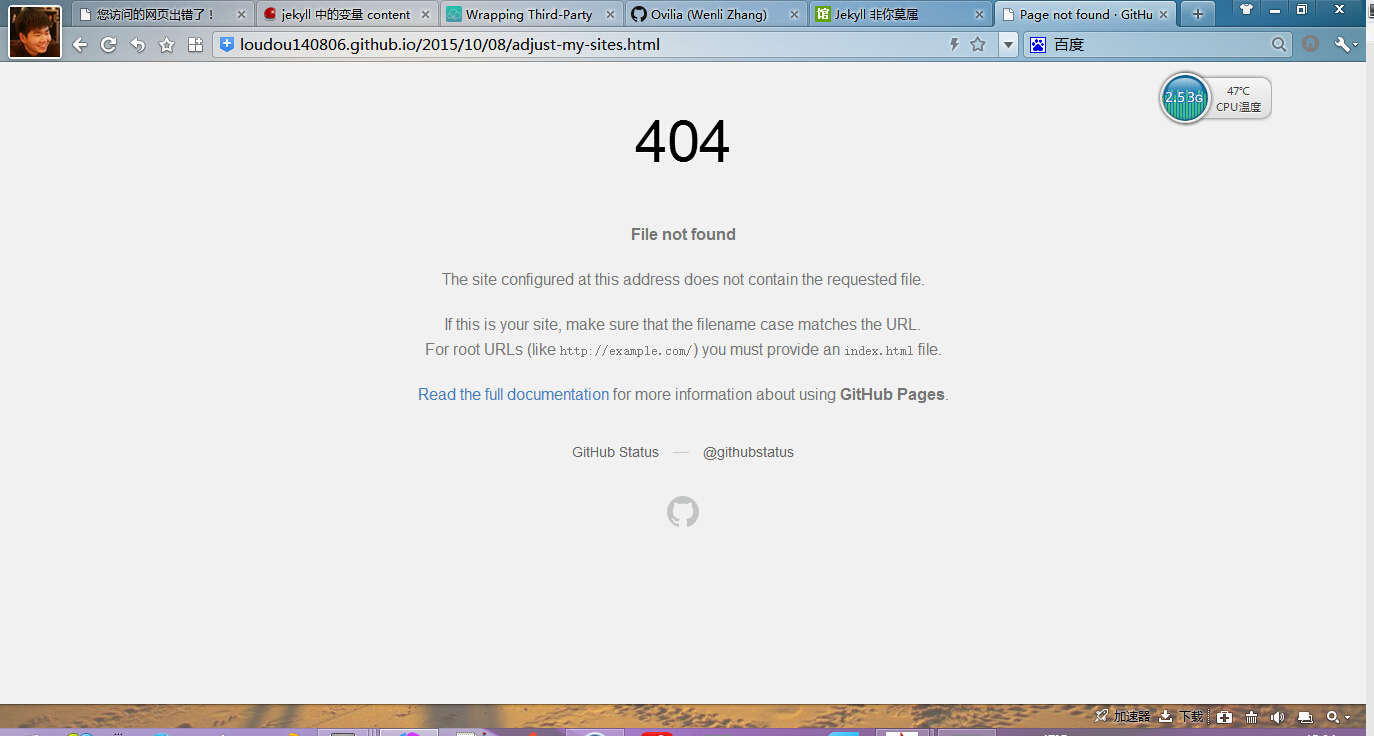 您访问的网页出错了！
jekyll 中的变量 content
Wrapping Third-Party
Ovilia (Wenli Zhang)
Jekyll 非你莫属
Page not found · GitHu
loudou140806.github.io/2015/10/08/adjust-my-sites.html
百度
2.53G
47℃
CPU温度
404
File not found
The site configured at this address does not contain the requested file.
If this is your site, make sure that the filename case matches the URL.
For root URLs (like http://example.com/) you must provide an index.html file.
Read the full documentation for more information about using GitHub Pages.
GitHub Status — @githubstatus
加速器
下载